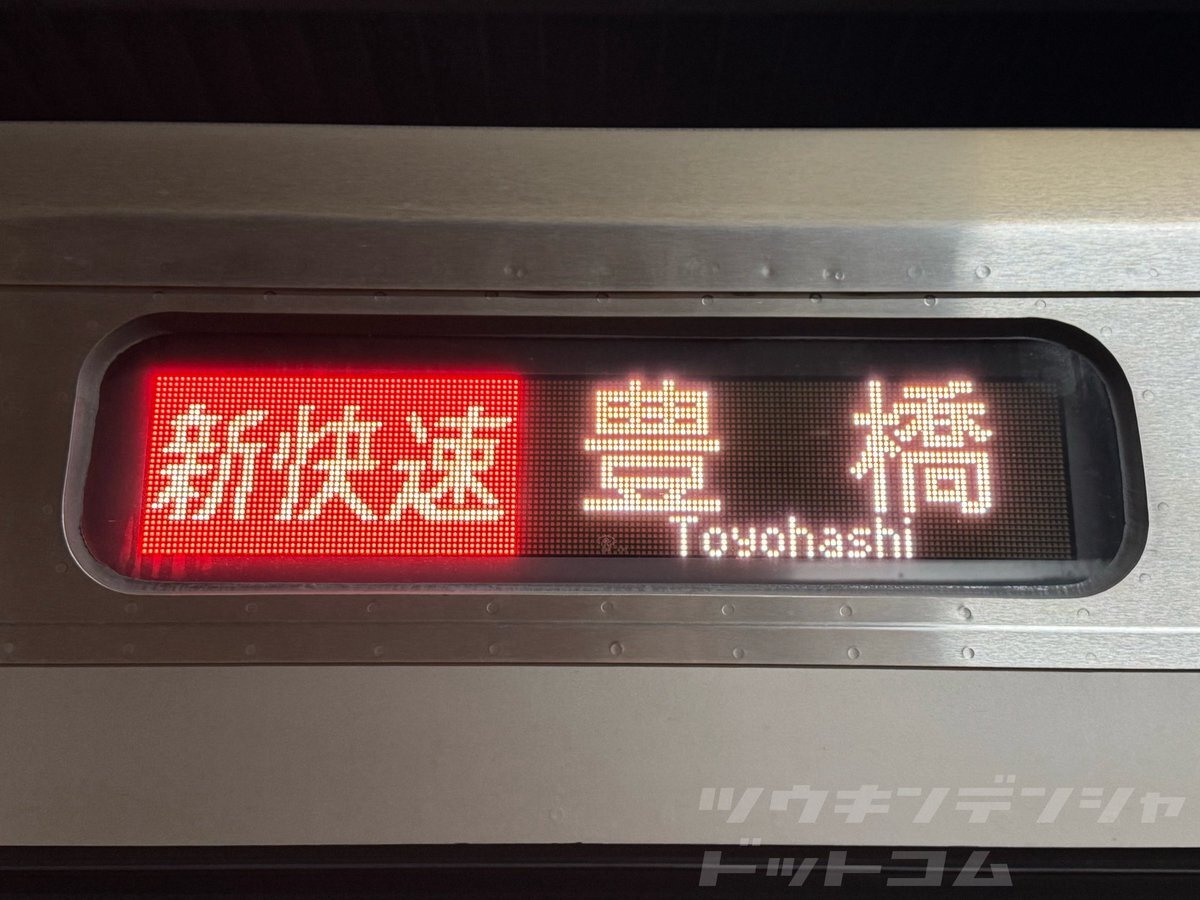 新快速 豊橋
Toyohashi
ツウキンデンシャ
ドットコム